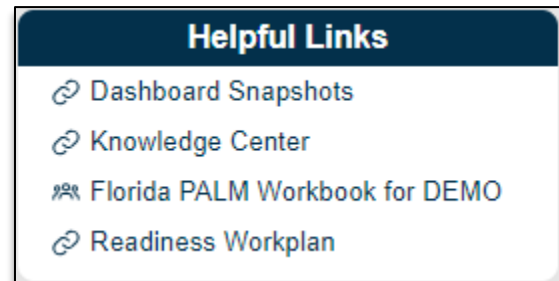 Helpful Links
Dashboard Snapshots
Knowledge Center
Florida PALM Workbook for DEMO
Readiness Workplan